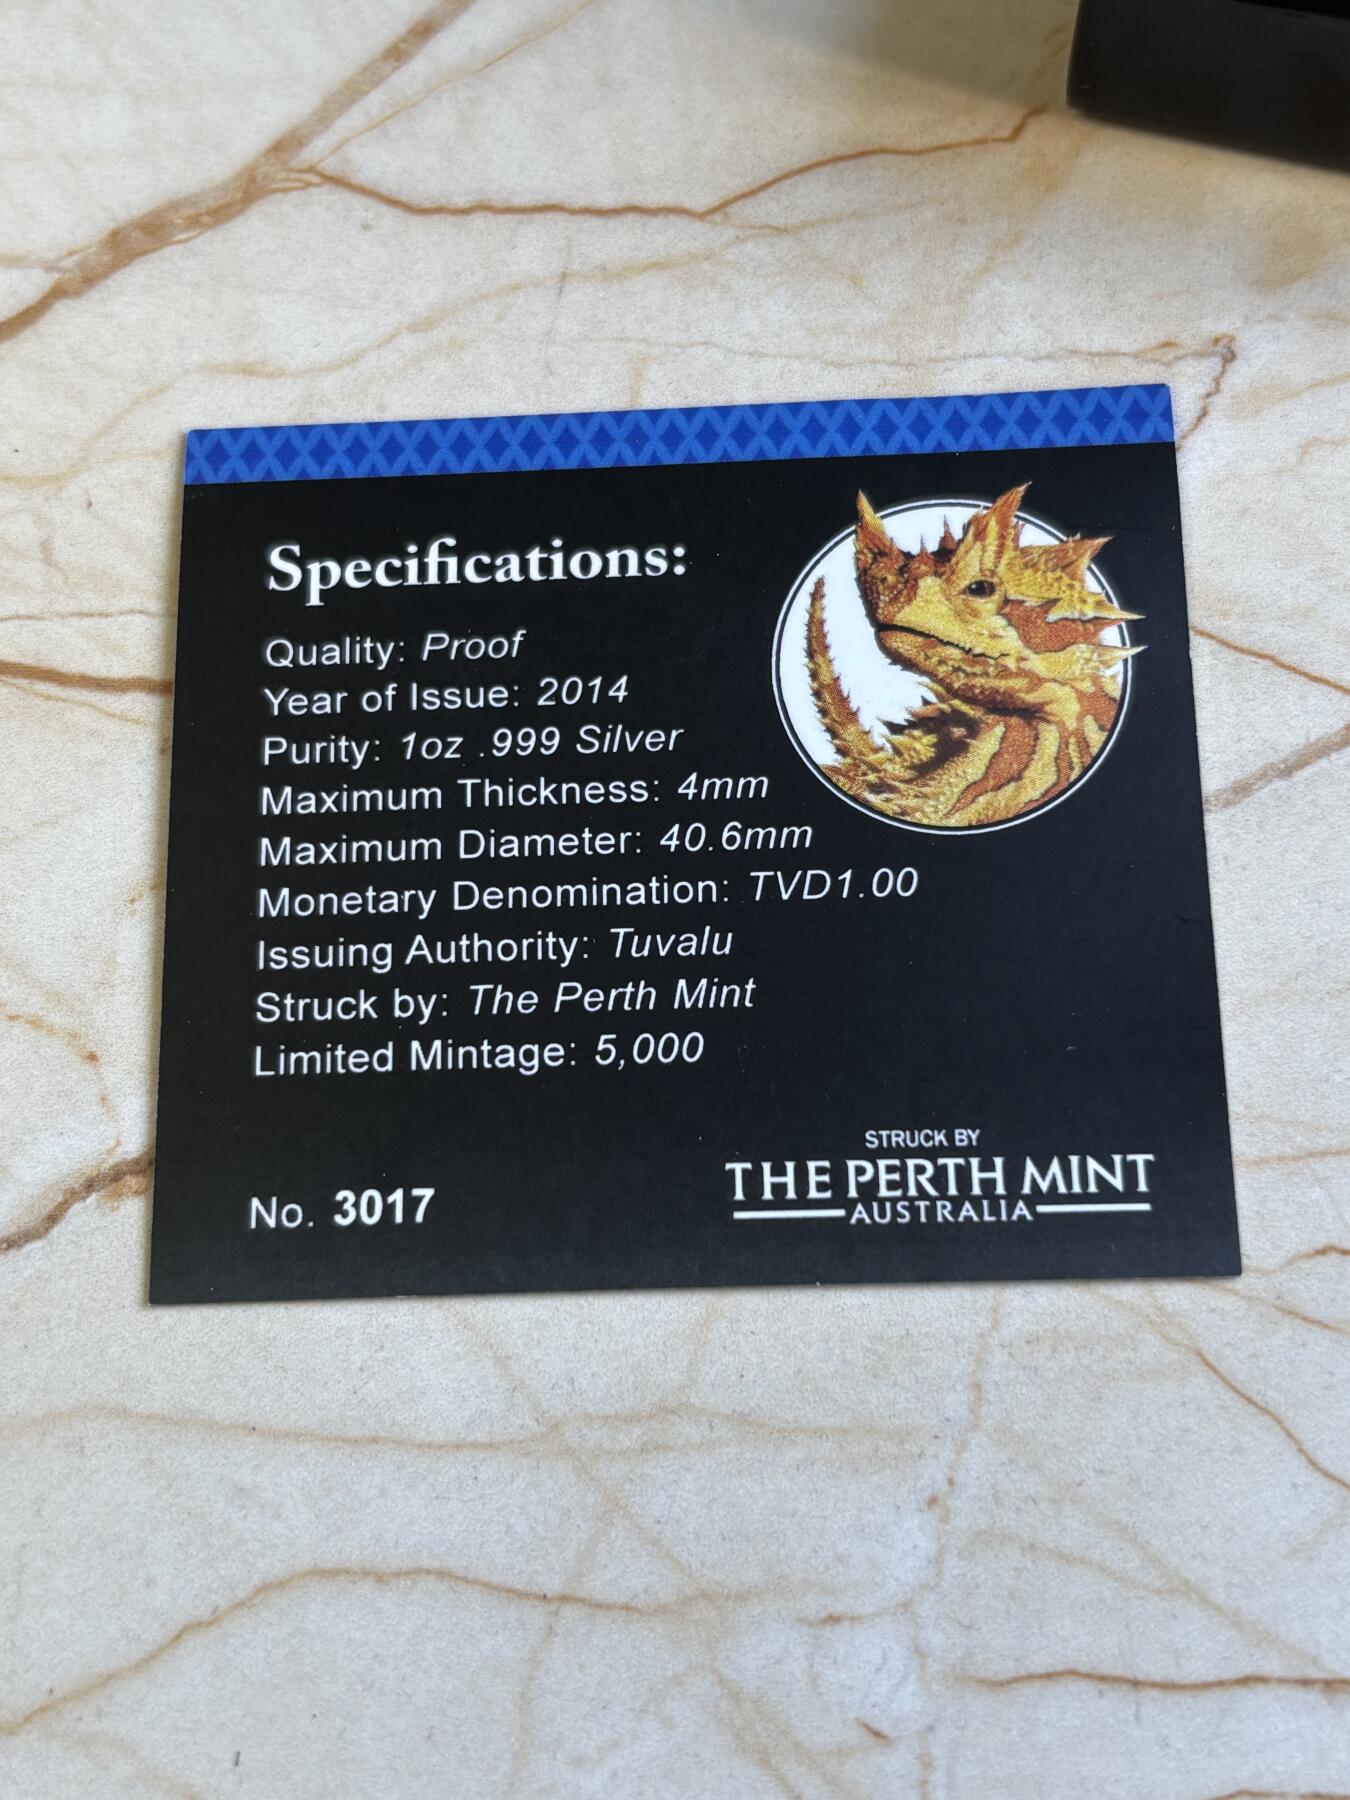 Specifications:
Quality: Proof
Year of Issue: 2014
Purity: 1oz .999 Silver
Maximum Thickness: 4mm
Maximum Diameter: 40.6mm
Monetary Denomination: TVD1.00
Issuing Authority: Tuvalu
Struck by: The Perth Mint
Limited Mintage: 5,000
No. 3017
STRUCK BY
THE PERTH MINT
AUSTRALIA